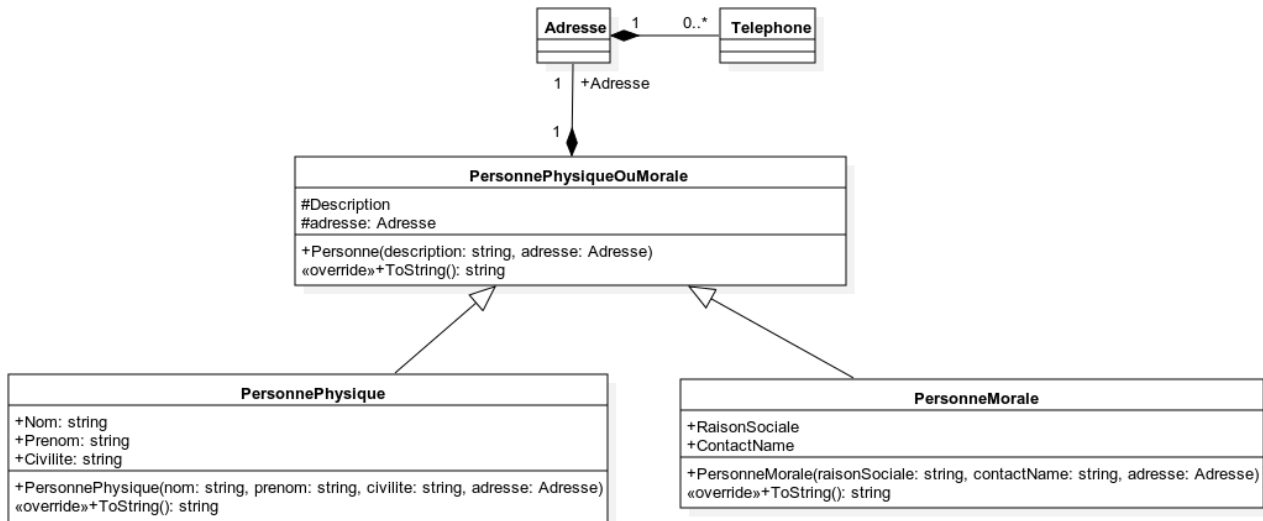 Adresse
1
0..*
Telephone
1
+Adresse
1
PersonnePhysiqueOuMorale
#Description
#adresse: Adresse
+Personne(description: string, adresse: Adresse)
«override»+ToString(): string
PersonnePhysique
+Nom: string
+Prenom: string
+Civilite: string
+PersonnePhysique(nom: string, prenom: string, civilite: string, adresse: Adresse)
«override»+ToString(): string
PersonneMorale
+RaisonSociale
+ContactName
+PersonneMorale(raisonSociale: string, contactName: string, adresse: Adresse)
«override»+ToString(): string